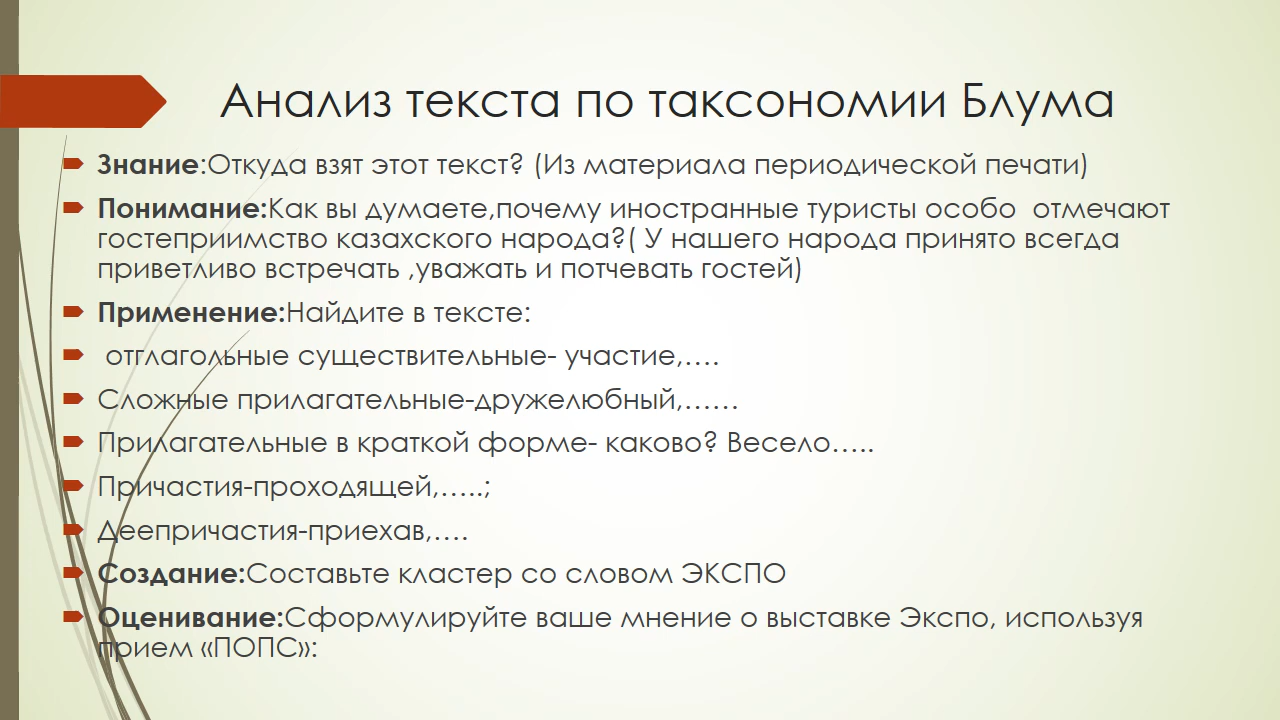 Анализ текста по таксономии Блума
Знание:Откуда взят этот текст? (Из материала периодической печати)
Понимание:Как вы думаете,почему иностранные туристы особо  отмечают
гостеприимство казахского народа?( У нашего народа принято всегда
приветливо встречать ,уважать и потчевать гостей)
Применение:Найдите в тексте:
отглагольные существительные- участие,….
Сложные прилагательные-дружелюбный,……
Прилагательные в краткой форме- каково? Весело…..
Причастия-проходящей,…..;
Деепричастия-приехав,….
Создание:Составьте кластер со словом ЭКСПО
Оценивание:Сформулируйте ваше мнение о выставке Экспо, используя
прием «ПОПС»: